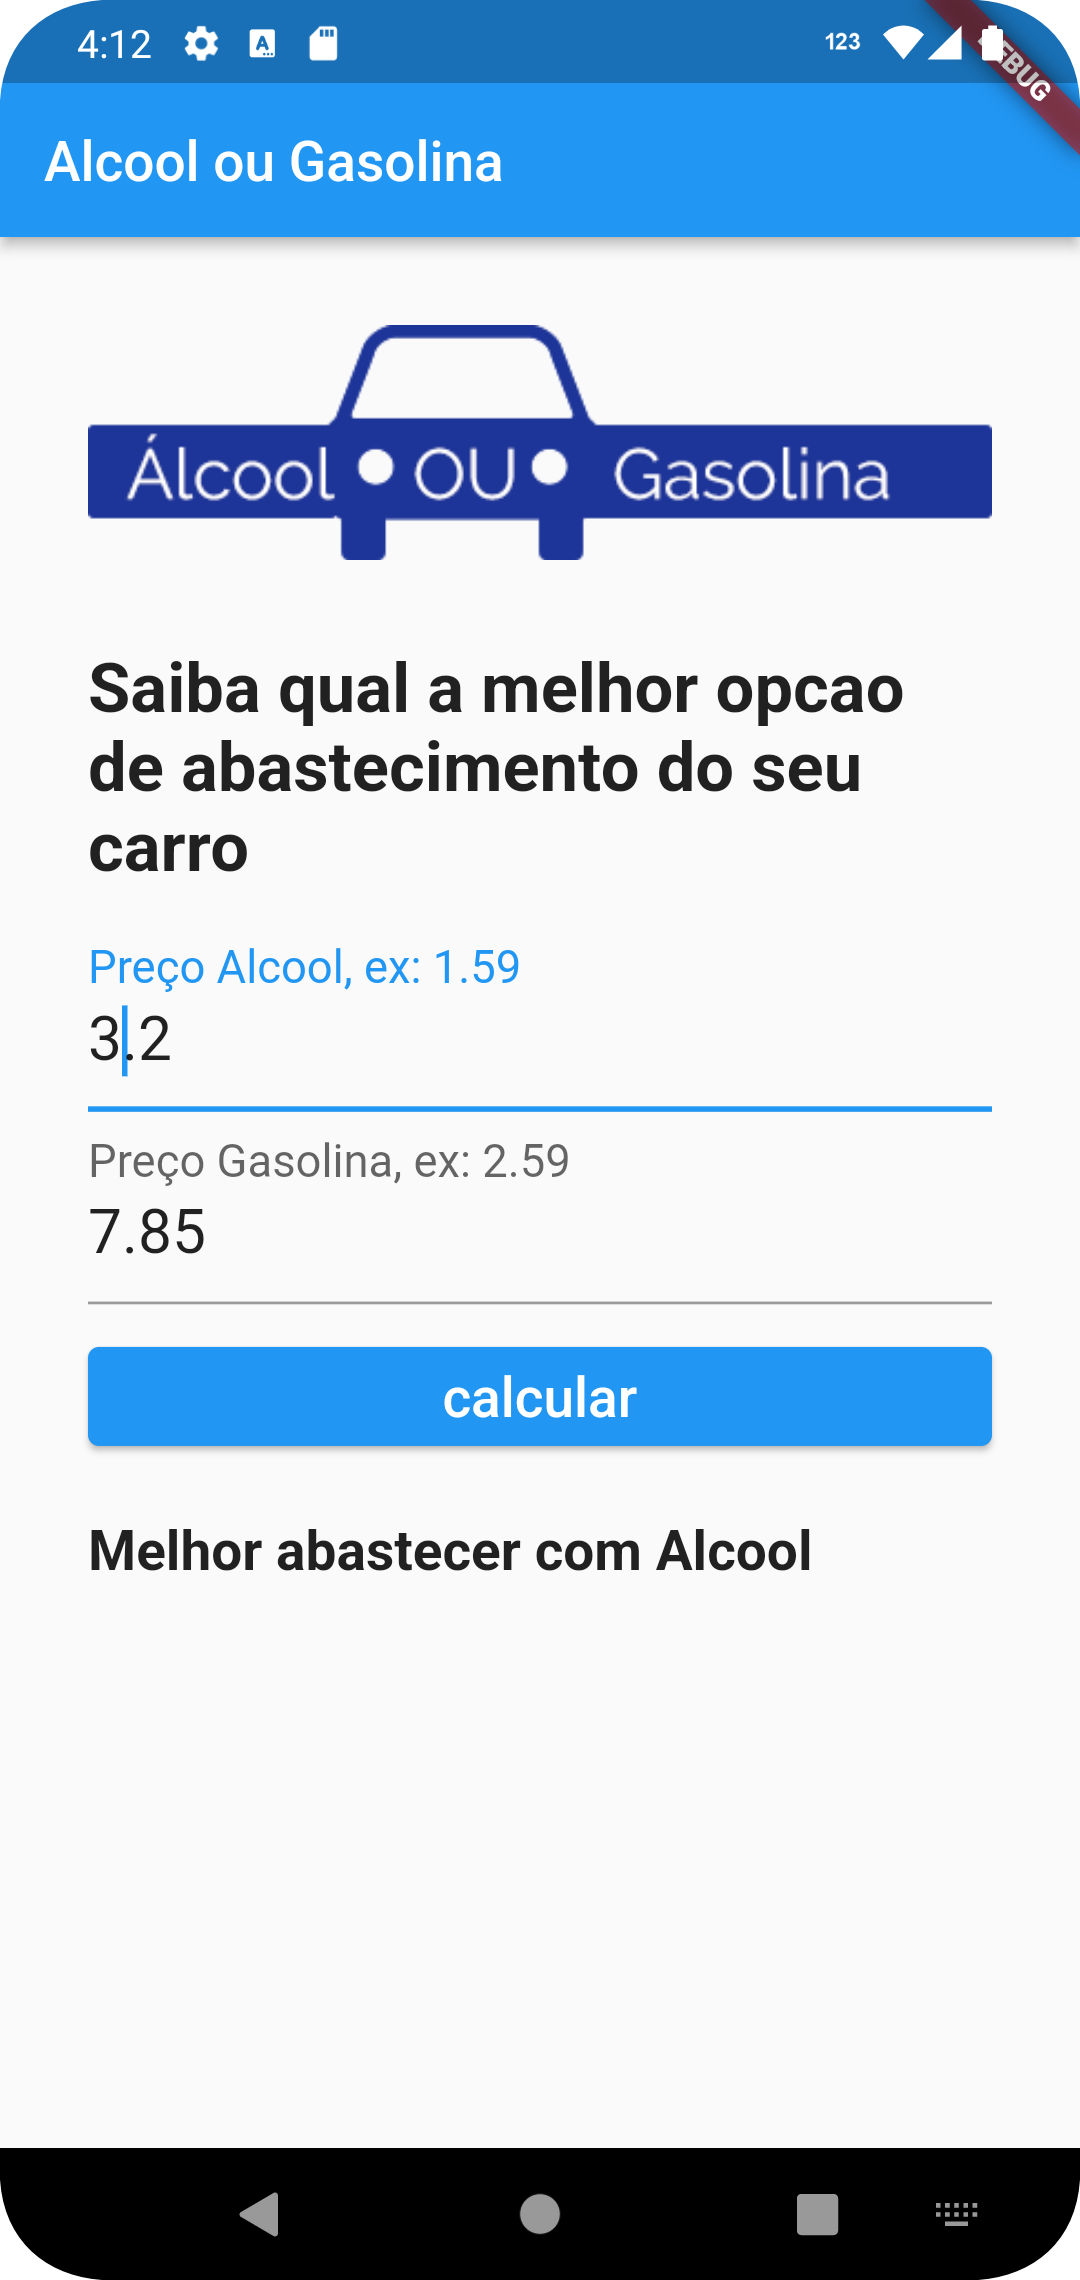 4:12
A
123
DEBUG
Alcool ou Gasolina
Álcool OU Gasolina
Saiba qual a melhor opcao
de abastecimento do seu
carro
Preço Alcool, ex: 1.59
3.2
Preço Gasolina, ex: 2.59
7.85
calcular
Melhor abastecer com Alcool